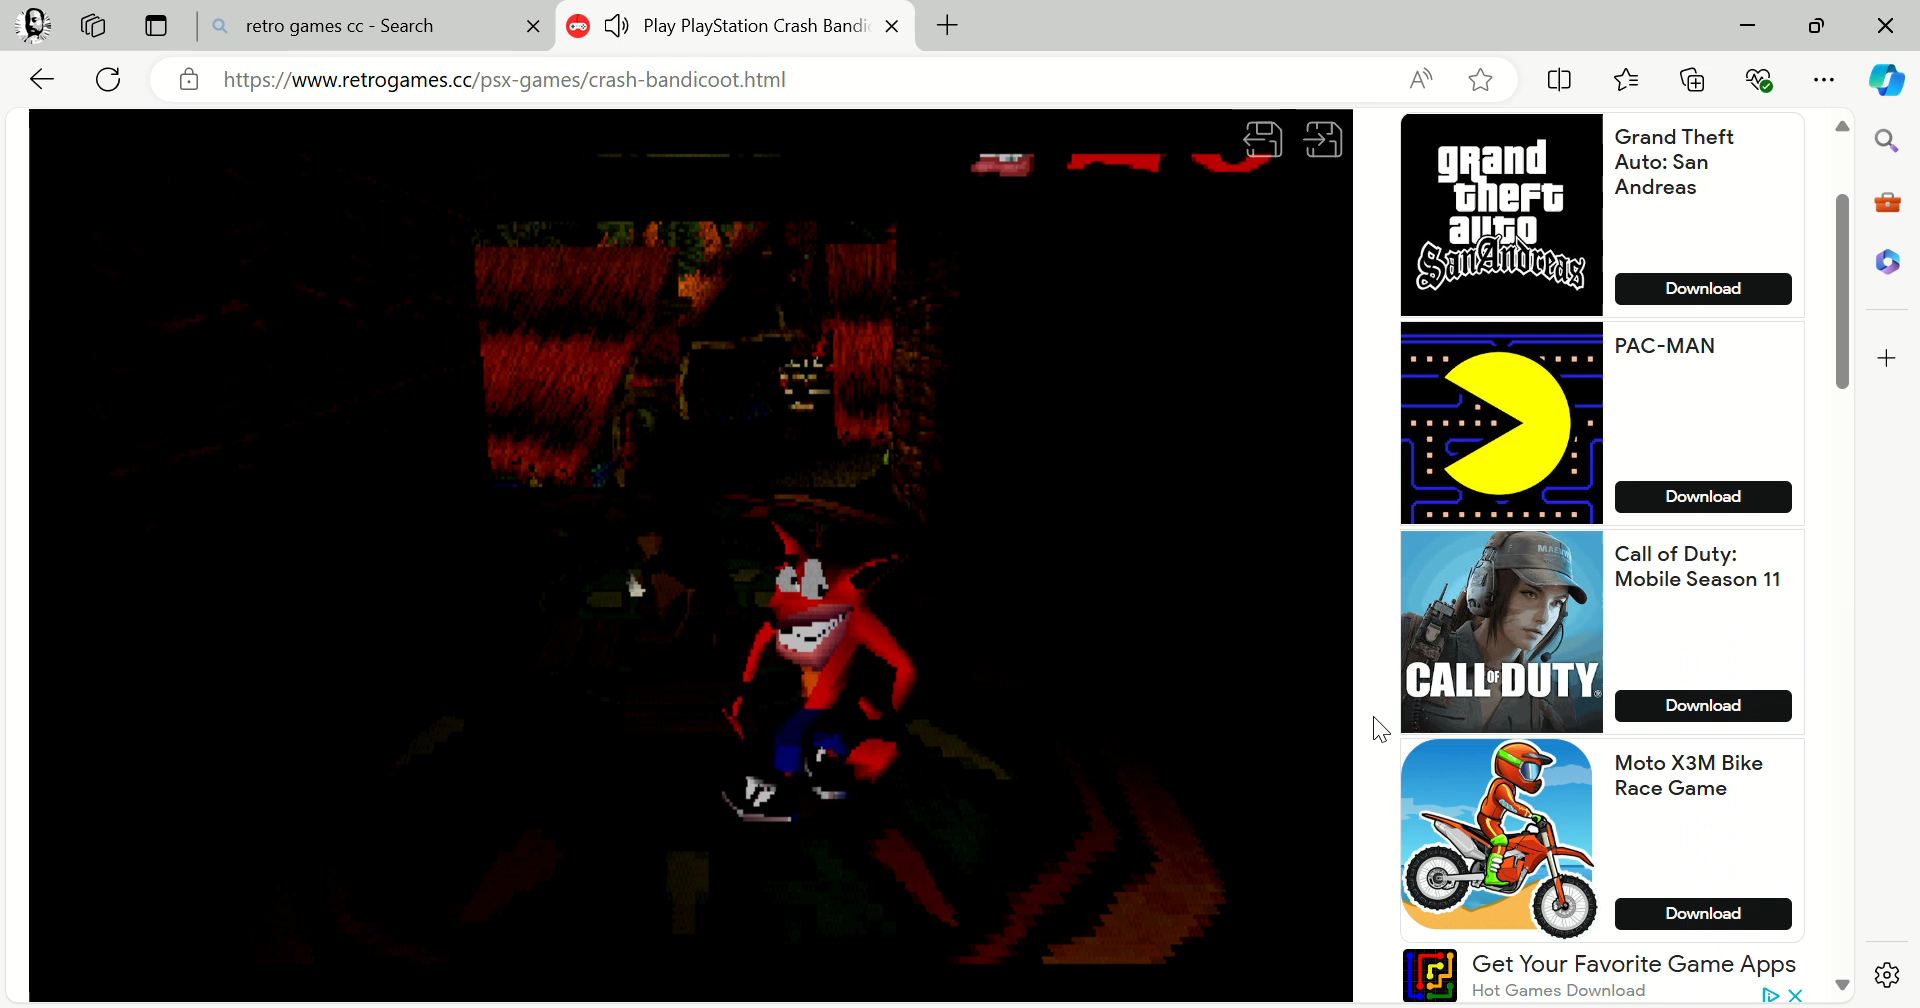 retro games cc - Search
Play PlayStation Crash Bandic
https://www.retrogames.cc/psx-games/crash-bandicoot.html
grand
theft
auto
San Andreas
Grand Theft
Auto: San
Andreas
Download
PAC-MAN
Download
CALL OF DUTY
Call of Duty:
Mobile Season 11
Download
Moto X3M Bike
Race Game
Download
Get Your Favorite Game Apps
Hot Games Download